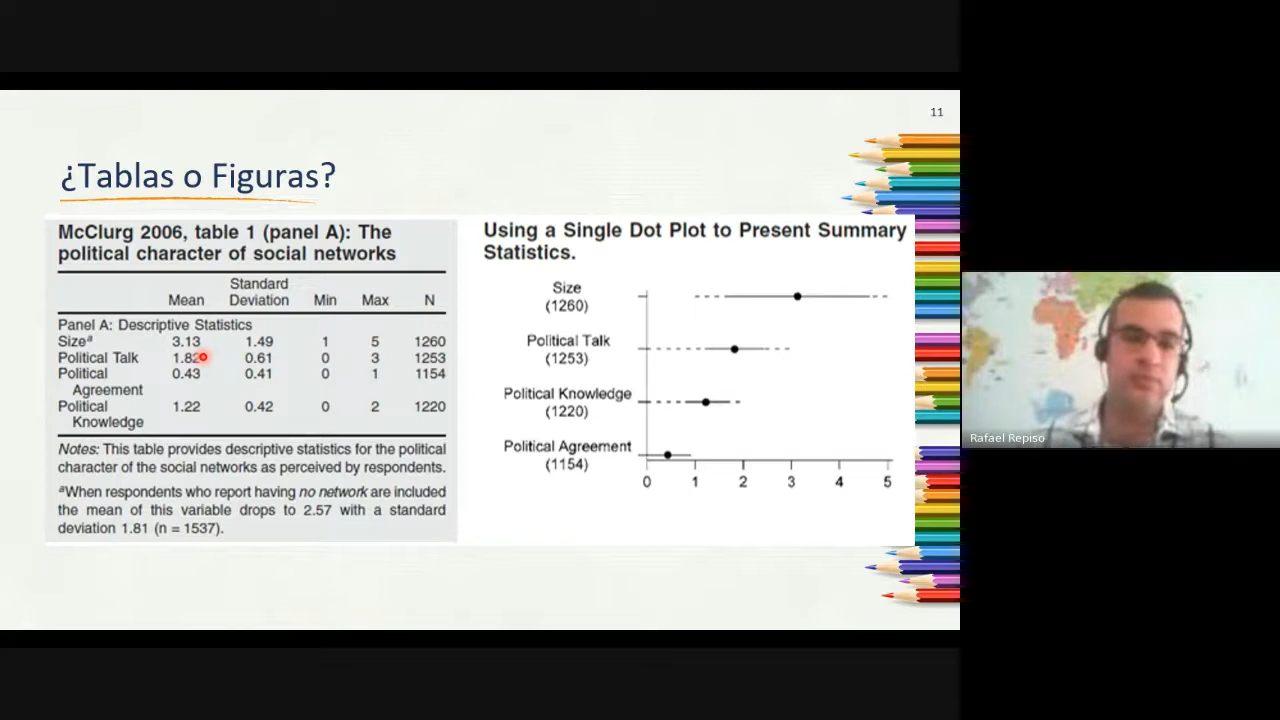 11
¿Tablas o Figuras?
McClurg 2006, table 1 (panel A): The
political character of social networks
Standard
Mean Deviation Min Max N
Panel A: Descriptive Statistics
Sizeᵃ 3.13 1.49 1 5 1260
Political Talk 1.82 0.61 0 3 1253
Political 0.43 0.41 0 1 1154
Agreement
Political 1.22 0.42 0 2 1220
Knowledge
Notes: This table provides descriptive statistics for the political
character of the social networks as perceived by respondents.
ᵃWhen respondents who report having no network are included
the mean of this variable drops to 2.57 with a standard
deviation 1.81 (n = 1537).
Using a Single Dot Plot to Present Summary
Statistics.
Size
(1260)
Political Talk
(1253)
Political Knowledge
(1220)
Political Agreement
(1154)
0 1 2 3 4 5
Rafael Repiso